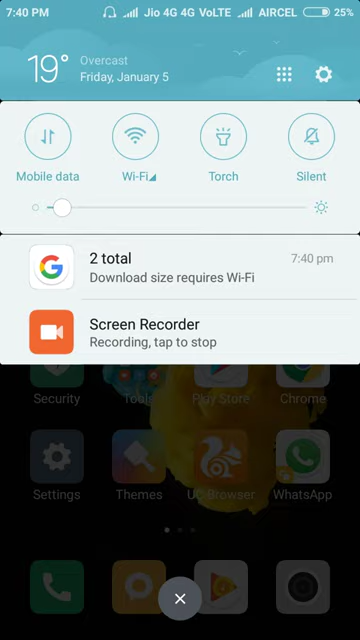 7:40 PM Jio 4G 4G VoLTE AIRCEL 25%
19° Overcast
Friday, January 5
Mobile data Wi-Fi Torch Silent
2 total 7:40 pm
Download size requires Wi-Fi
Screen Recorder
Recording, tap to stop
Security Tools Play Store Chrome
Settings Themes UC Browser WhatsApp